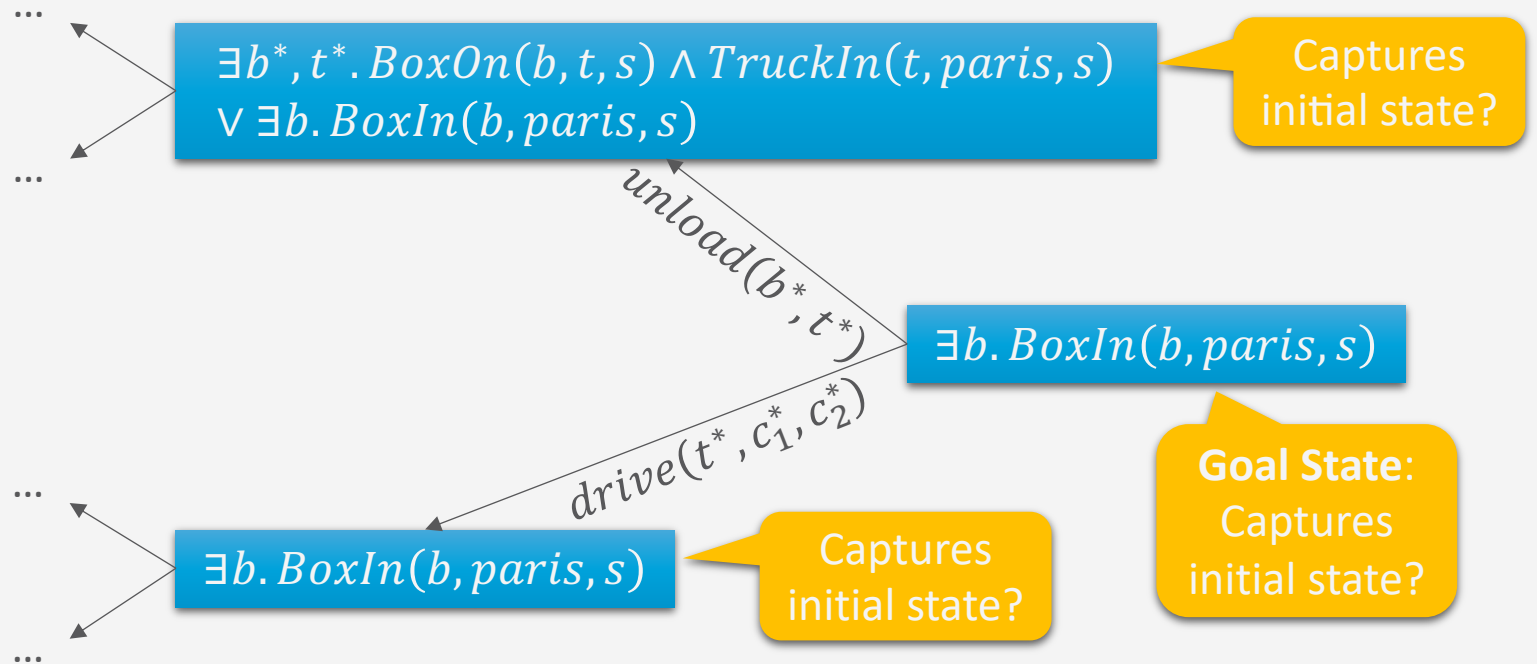 ...
∃b*,t*.BoxOn(b,t,s) ∧ TruckIn(t,paris,s)
∨ ∃b.BoxIn(b,paris,s)
Captures
initial state?
...
unload(b*,t*)
∃b.BoxIn(b,paris,s)
drive(t*,c₁*,c₂*)
Goal State:
Captures
initial state?
...
∃b.BoxIn(b,paris,s)
Captures
initial state?
...